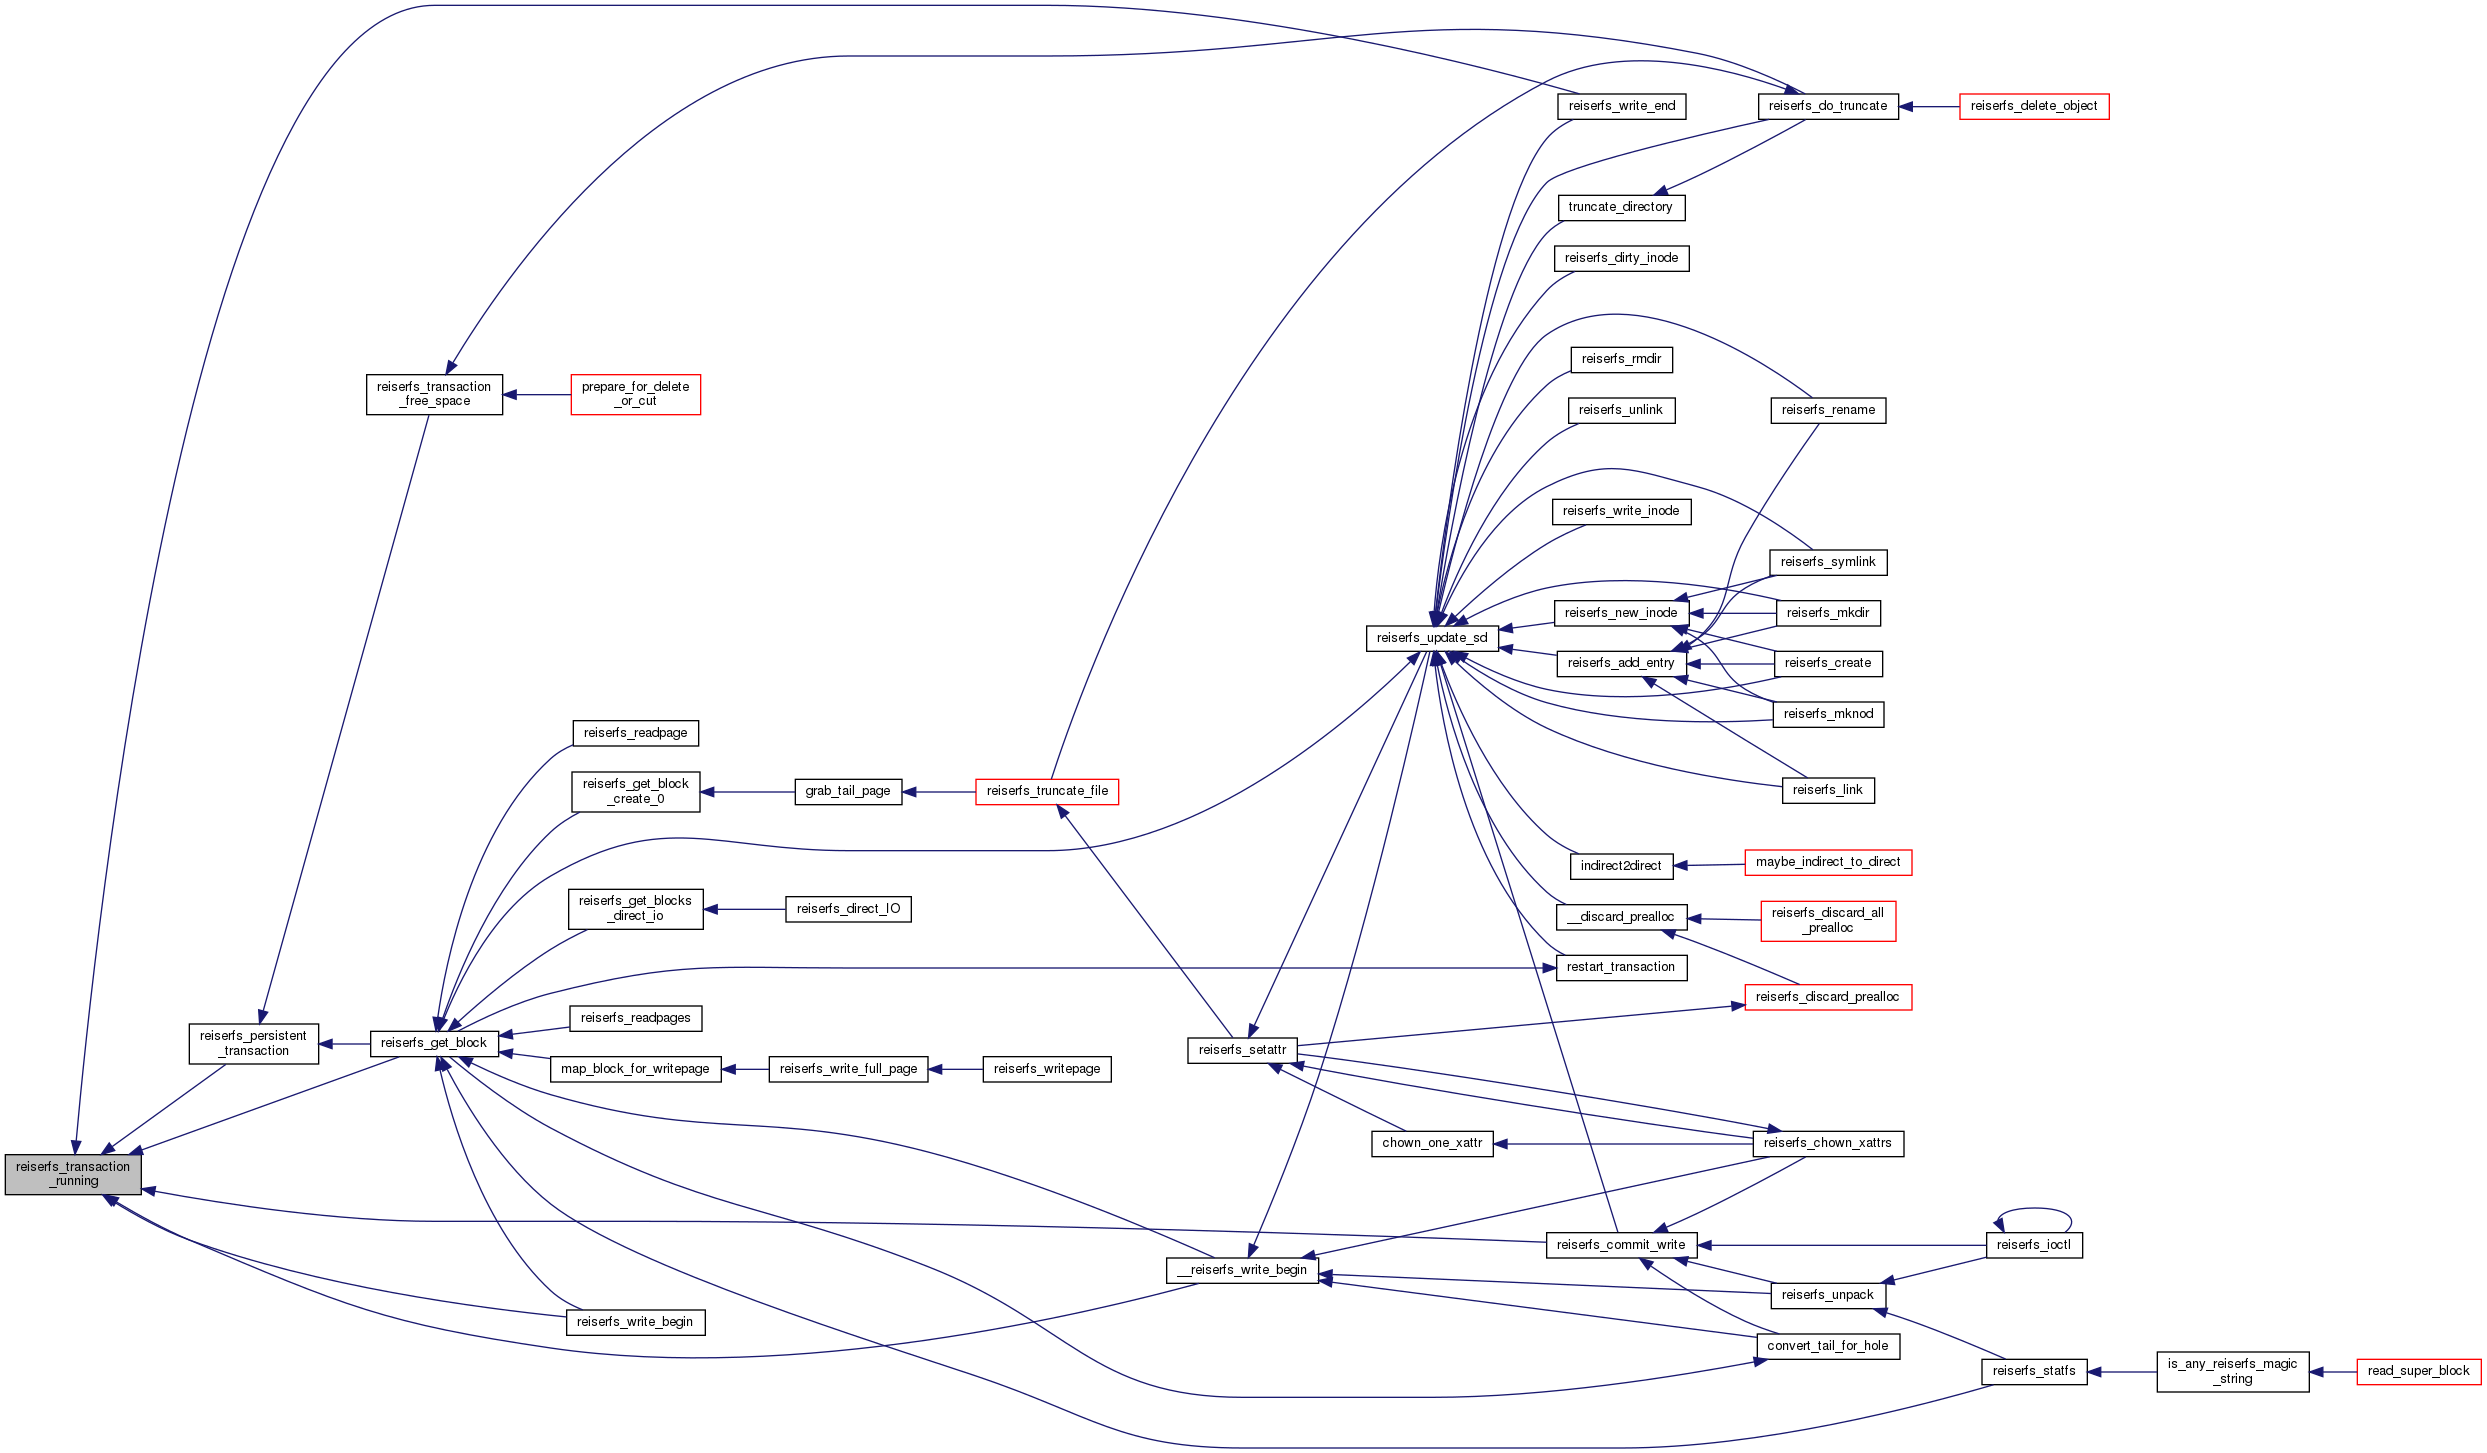 reiserfs_write_end
reiserfs_do_truncate
reiserfs_delete_object
truncate_directory
reiserfs_dirty_inode
reiserfs_rmdir
reiserfs_transaction
_free_space
prepare_for_delete
_or_cut
reiserfs_unlink
reiserfs_rename
reiserfs_write_inode
reiserfs_symlink
reiserfs_new_inode
reiserfs_mkdir
reiserfs_update_sd
reiserfs_add_entry
reiserfs_create
reiserfs_mknod
reiserfs_readpage
reiserfs_get_block
_create_0
grab_tail_page
reiserfs_truncate_file
reiserfs_link
indirect2direct
maybe_indirect_to_direct
reiserfs_get_blocks
_direct_io
reiserfs_direct_IO
__discard_prealloc
reiserfs_discard_all
_prealloc
restart_transaction
reiserfs_discard_prealloc
reiserfs_readpages
reiserfs_persistent
_transaction
reiserfs_get_block
reiserfs_setattr
map_block_for_writepage
reiserfs_write_full_page
reiserfs_writepage
chown_one_xattr
reiserfs_chown_xattrs
reiserfs_transaction
_running
reiserfs_commit_write
reiserfs_ioctl
__reiserfs_write_begin
reiserfs_unpack
reiserfs_write_begin
convert_tail_for_hole
reiserfs_statfs
is_any_reiserfs_magic
_string
read_super_block